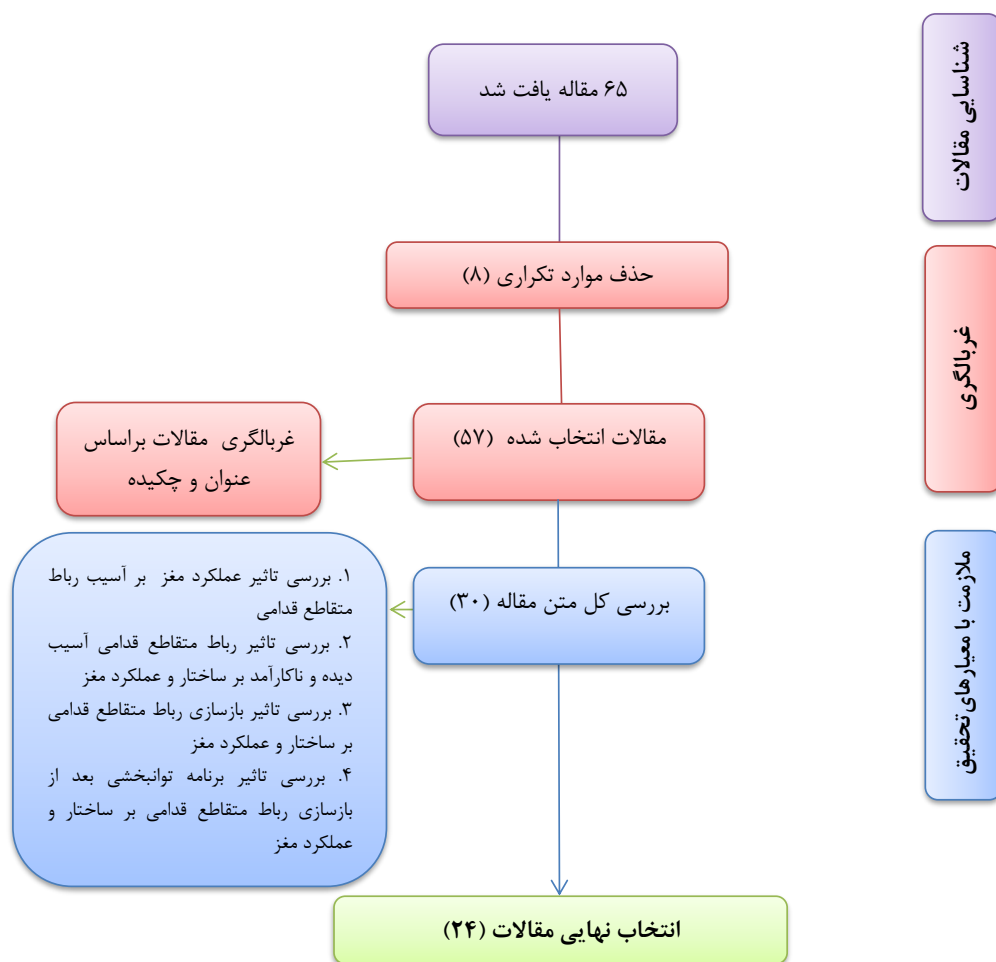 شناسایی مقالات
۶۵ مقاله یافت شد
غربالگری
حذف موارد تکراری (۸)
مقالات انتخاب شده (۵۷)
غربالگری مقالات براساس
عنوان و چکیده
ملازمت با معیارهای تحقیق
بررسی کل متن مقاله (۳۰)
۱. بررسی تاثیر عملکرد مغز بر آسیب رباط
متقاطع قدامی
۲. بررسی تاثیر رباط متقاطع قدامی آسیب
دیده و ناکارآمد بر ساختار و عملکرد مغز
۳. بررسی تاثیر بازسازی رباط متقاطع قدامی
بر ساختار و عملکرد مغز
۴. بررسی تاثیر برنامه توانبخشی بعد از
بازسازی رباط متقاطع قدامی بر ساختار و
عملکرد مغز
انتخاب نهایی مقالات (۲۴)